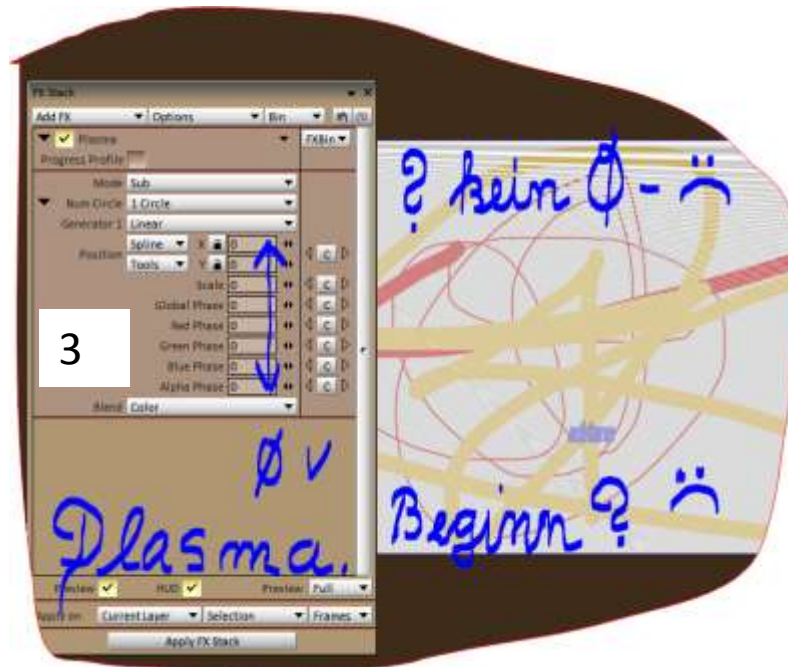 FX Stack
Add FX Options Bin
Plasma FXBin
Progress Profile
Mode Sub
Num Circle 1 Circle
Generator 1 Linear
Position Spline X 0
Tools Y 0
Scale 0 C
Global Phase 0 C
Red Phase 0 C
Green Phase 0 C
Blue Phase 0 C
Alpha Phase 0 C
Blend Color
3
Ø v
Plasma.
Preview HUD Preview Full
Apply on: Current Layer Selection Frames
Apply FX Stack
? kein Ø - :(
Beginn ? :(